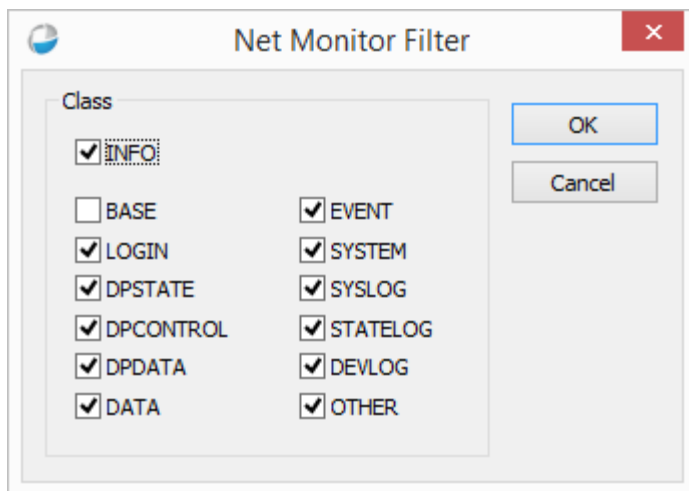 Net Monitor Filter
Class
INFO
BASE
LOGIN
DPSTATE
DPCONTROL
DPDATA
DATA
EVENT
SYSTEM
SYSLOG
STATELOG
DEVLOG
OTHER
OK
Cancel